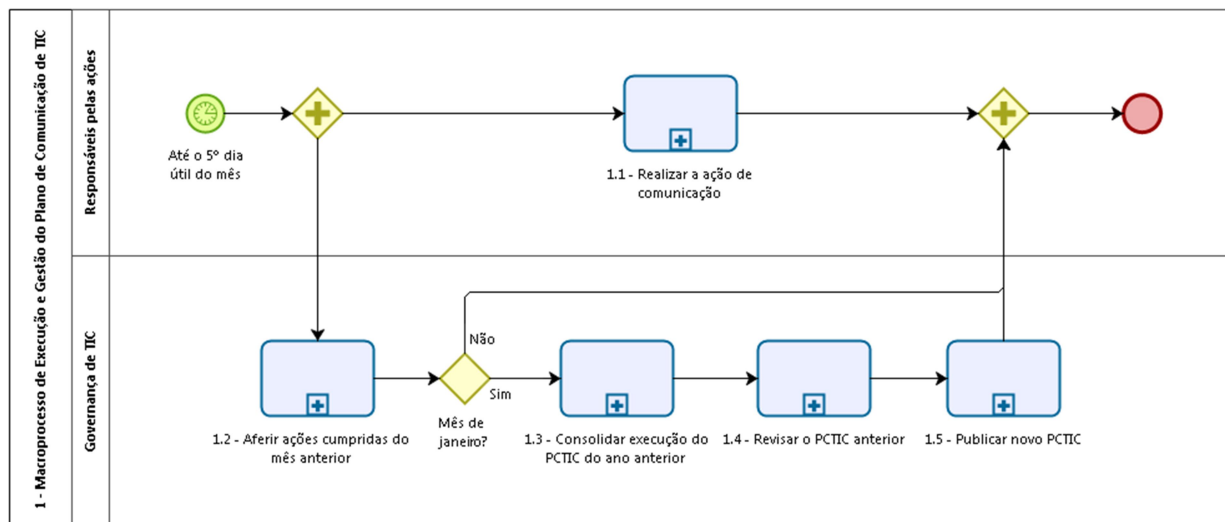 1 - Macroprocesso de Execução e Gestão do Plano de Comunicação de TIC
Responsáveis pelas ações
Até o 5º dia
útil do mês
1.1 - Realizar a ação de
comunicação
Governança de TIC
1.2 - Aferir ações cumpridas do
mês anterior
Não
Sim
Mês de
janeiro?
1.3 - Consolidar execução do
PCTIC do ano anterior
1.4 - Revisar o PCTIC anterior
1.5 - Publicar novo PCTIC